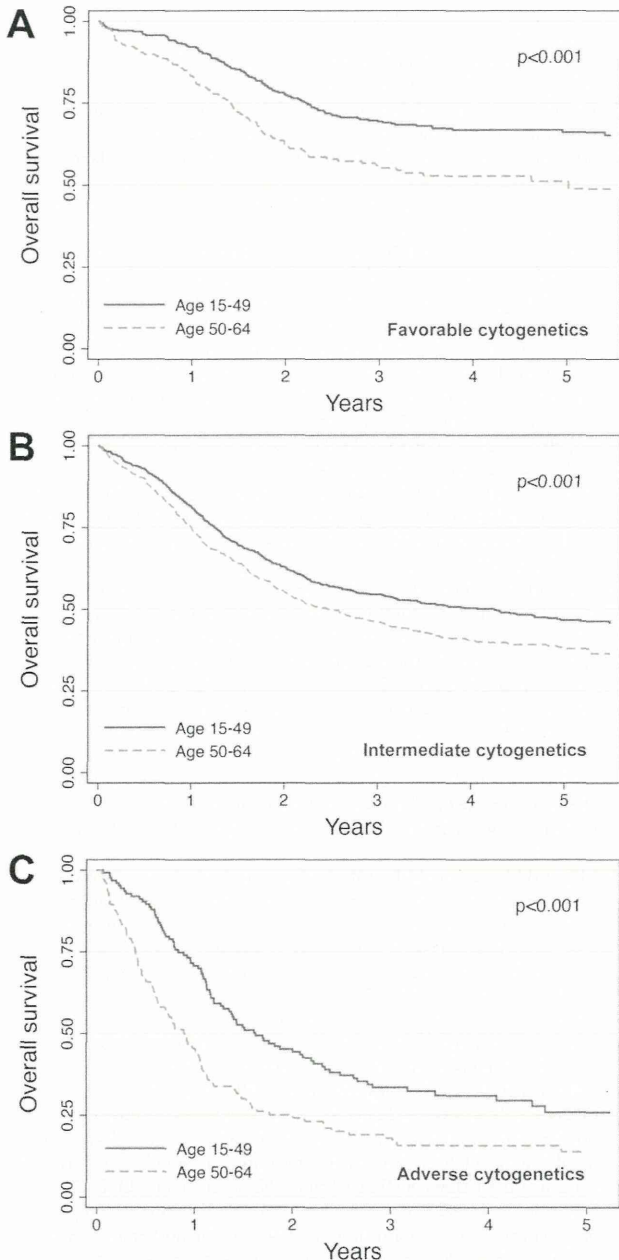 A
1.00
0.75
0.50
0.25
0.00
Overall survival
p<0.001
Age 15-49
Age 50-64
Favorable cytogenetics
0 1 2 3 4 5
Years
B
1.00
0.75
0.50
0.25
0.00
Overall survival
p<0.001
Age 15-49
Age 50-64
Intermediate cytogenetics
0 1 2 3 4 5
Years
C
1.00
0.75
0.50
0.25
0.00
Overall survival
p<0.001
Age 15-49
Age 50-64
Adverse cytogenetics
0 1 2 3 4 5
Years